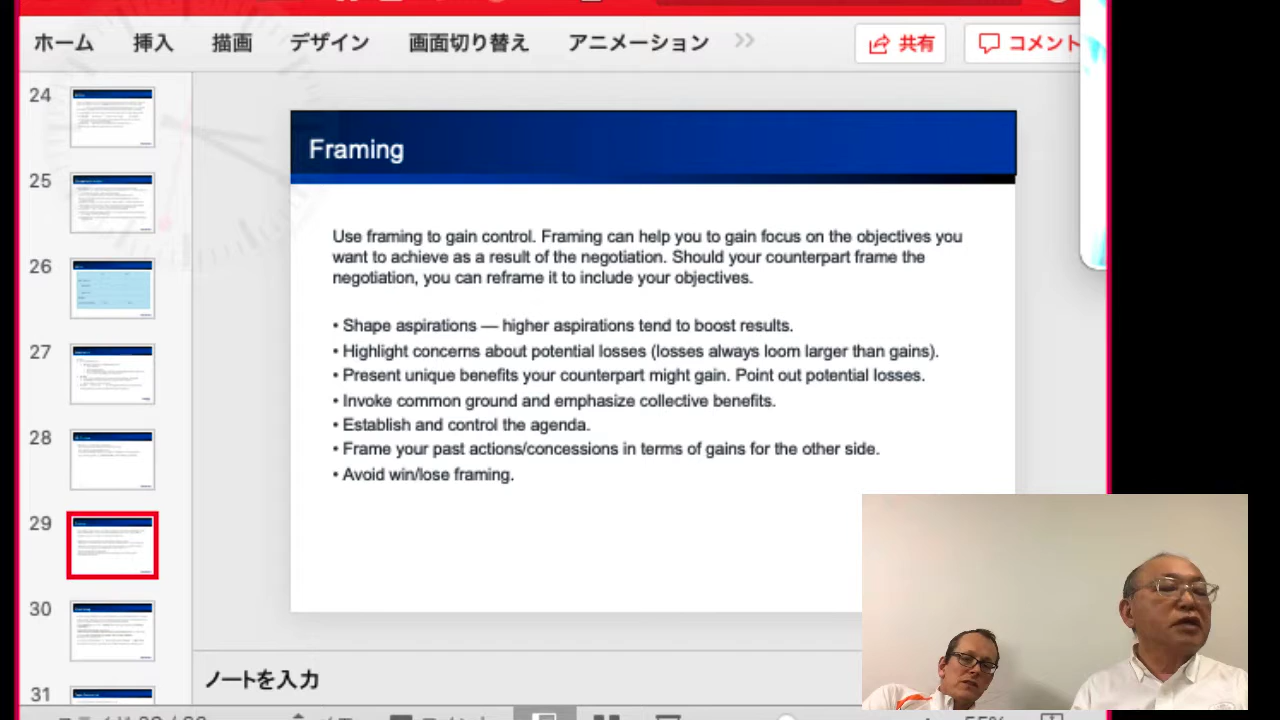 ホーム 挿入 描画 デザイン 画面切り替え アニメーション 共有 コメント
24
25
26
27
28
29
30
31
Framing
Use framing to gain control. Framing can help you to gain focus on the objectives you
want to achieve as a result of the negotiation. Should your counterpart frame the
negotiation, you can reframe it to include your objectives.
• Shape aspirations — higher aspirations tend to boost results.
• Highlight concerns about potential losses (losses always loom larger than gains).
• Present unique benefits your counterpart might gain. Point out potential losses.
• Invoke common ground and emphasize collective benefits.
• Establish and control the agenda.
• Frame your past actions/concessions in terms of gains for the other side.
• Avoid win/lose framing.
ノートを入力